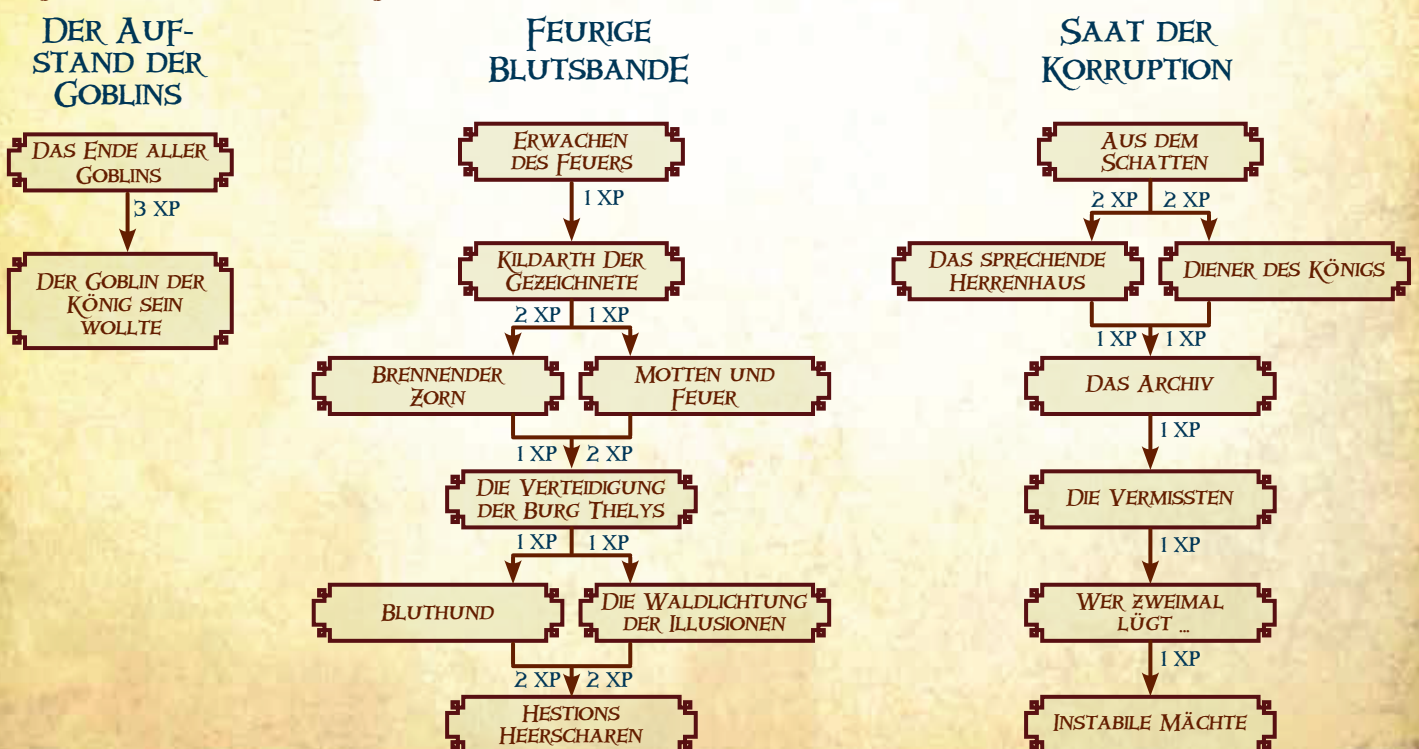 DER AUF-
STAND DER
GOBLINS
DAS ENDE ALLER
GOBLINS
3 XP
DER GOBLIN DER
KÖNIG SEIN
WOLLTE
FEURIGE
BLUTSBANDE
ERWACHEN
DES FEUERS
1 XP
KILDARTH DER
GEZEICHNETE
2 XP 1 XP
BRENNENDER
ZORN
MOTTEN UND
FEUER
1 XP 2 XP
DIE VERTEIDIGUNG
DER BURG THELYS
1 XP 1 XP
BLUTHUND
DIE WALDLICHTUNG
DER ILLUSIONEN
2 XP 2 XP
HESTIONS
HEERSCHAREN
SAAT DER
KORRUPTION
AUS DEM
SCHATTEN
2 XP 2 XP
DAS SPRECHENDE
HERRENHAUS
DIENER DES KÖNIGS
1 XP 1 XP
DAS ARCHIV
1 XP
DIE VERMISSTEN
1 XP
WER ZWEIMAL
LÜGT ...
1 XP
INSTABILE MÄCHTE